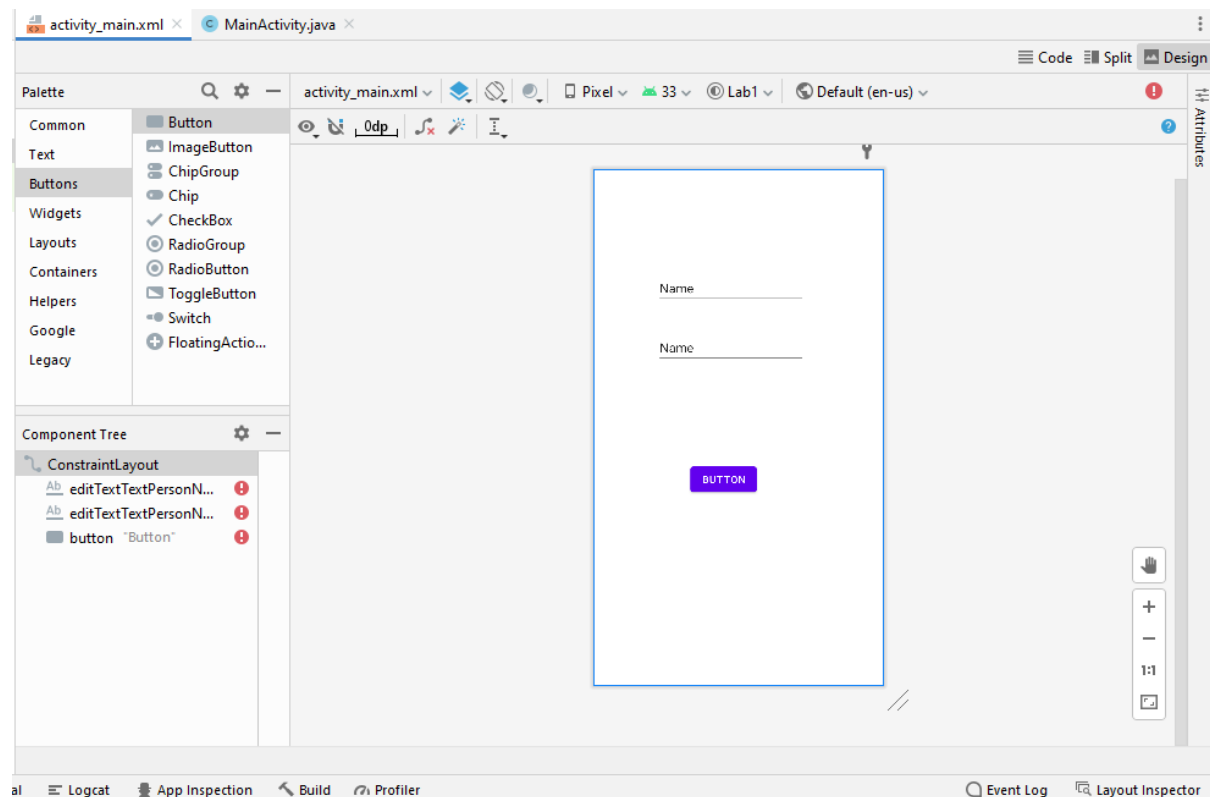 activity_main.xml MainActivity.java
Code Split Design
Palette
activity_main.xml Pixel 33 Lab1 Default (en-us)
Attributes
0dp
Common
Text
Buttons
Widgets
Layouts
Containers
Helpers
Google
Legacy
Button
ImageButton
ChipGroup
Chip
CheckBox
RadioGroup
RadioButton
ToggleButton
Switch
FloatingActio...
Name
Name
BUTTON
Component Tree
ConstraintLayout
Ab editTextTextPersonN...
Ab editTextTextPersonN...
button "Button"
1:1
al Logcat App Inspection Build Profiler Event Log Layout Inspector